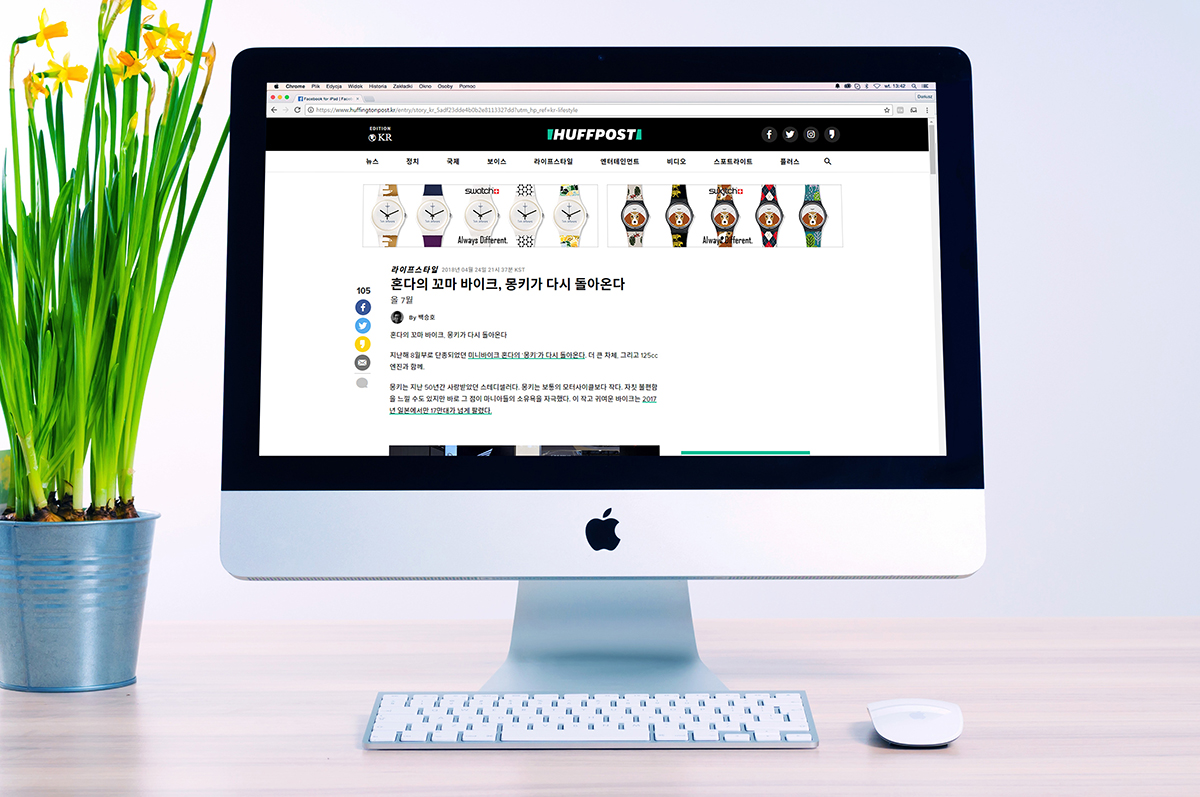 Chrome Plik Edycja Widok Historia Zakładki Okno Osoby Pomoc
wt. 13:42
Facebook for iPad | Faceb
Dariusz
https://www.huffingtonpost.kr/entry/story_kr_5adf23dde4b0b2e8113327dd?utm_hp_ref=kr-lifestyle
EDITION
KR
HUFFPOST
뉴스 정치 국제 보이스 라이프스타일 엔터테인먼트 비디오 스포트라이트 플러스
swatch swatch
Always Different. Always Different.
라이프스타일 2018년 04월 24일 21시 37분 KST
혼다의 꼬마 바이크, 몽키가 다시 돌아온다
올 7월
105
By 백승호
혼다의 꼬마 바이크, 몽키가 다시 돌아온다
지난해 8월부로 단종되었던 미니바이크 혼다의 '몽키'가 다시 돌아온다. 더 큰 차체, 그리고 125cc
엔진과 함께.
몽키는 지난 50년간 사랑받았던 스테디셀러다. 몽키는 보통의 모터사이클보다 작다. 자칫 불편함
을 느낄 수도 있지만 바로 그 점이 마니아들의 소유욕을 자극했다. 이 작고 귀여운 바이크는 2017
년 일본에서만 17만대가 넘게 팔렸다.